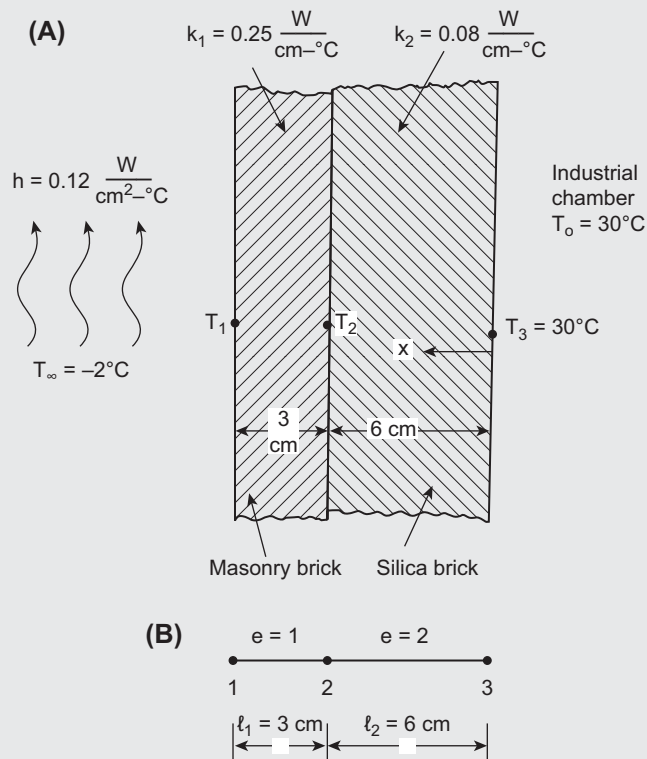 (A)
k₁ = 0.25 W/cm–°C
k₂ = 0.08 W/cm–°C
h = 0.12 W/cm²–°C
Industrial
chamber
Tₒ = 30°C
T₁
T₂
T₃ = 30°C
x
T∞ = –2°C
3
cm
6 cm
Masonry brick
Silica brick
(B)
e = 1
e = 2
1
2
3
ℓ₁ = 3 cm
ℓ₂ = 6 cm